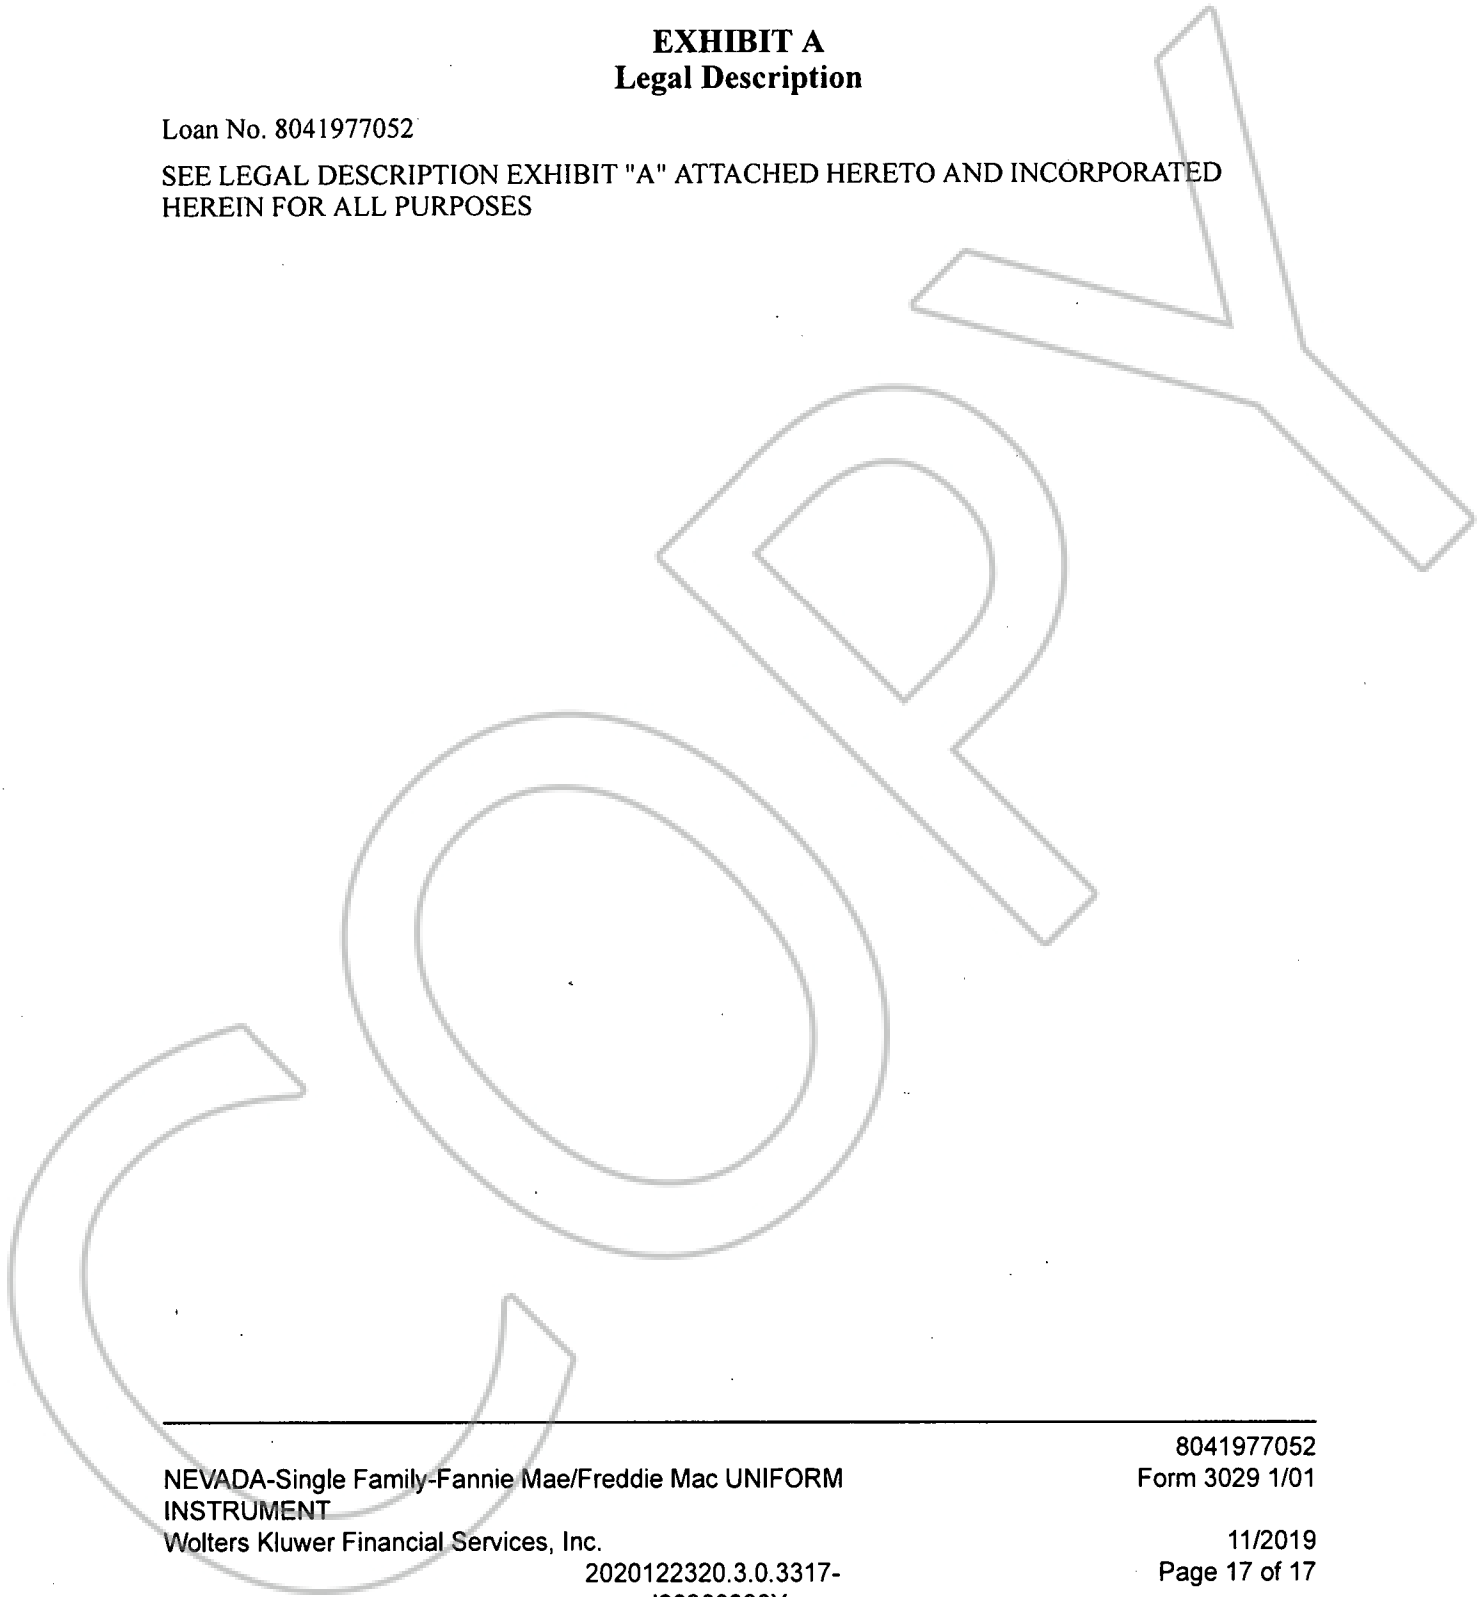 EXHIBIT A
Legal Description
Loan No. 8041977052
SEE LEGAL DESCRIPTION EXHIBIT "A" ATTACHED HERETO AND INCORPORATED
HEREIN FOR ALL PURPOSES
COPY
8041977052
NEVADA-Single Family-Fannie Mae/Freddie Mac UNIFORM Form 3029 1/01
INSTRUMENT
Wolters Kluwer Financial Services, Inc. 11/2019
2020122320.3.0.3317- Page 17 of 17